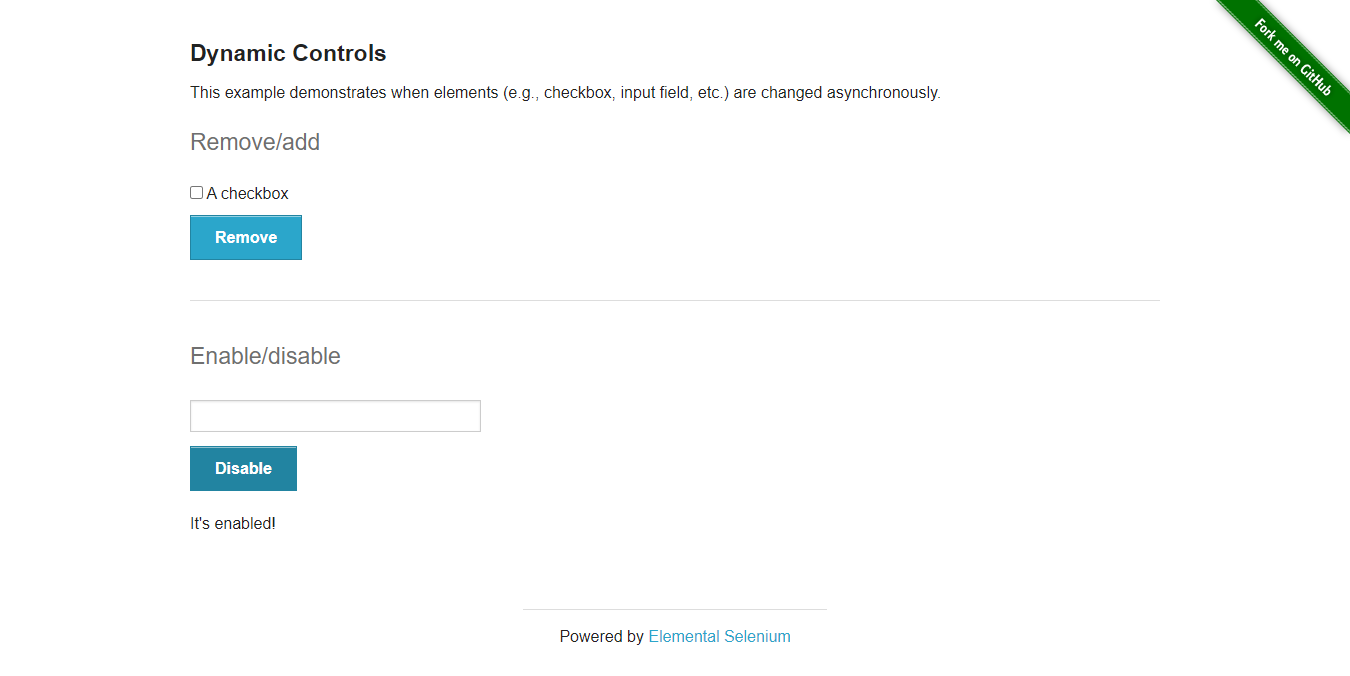 Fork me on GitHub
Dynamic Controls
This example demonstrates when elements (e.g., checkbox, input field, etc.) are changed asynchronously.
Remove/add
A checkbox
Remove
Enable/disable
Disable
It's enabled!
Powered by Elemental Selenium